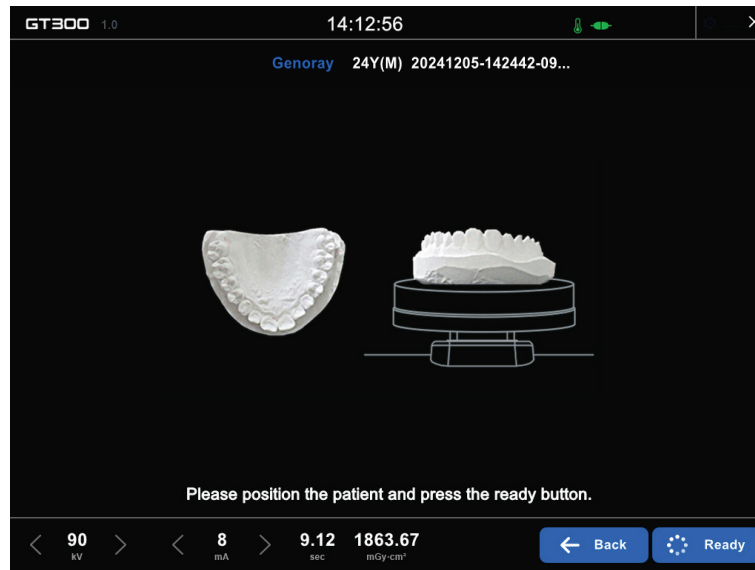 GT300 1.0 14:12:56
Genoray 24Y(M) 20241205-142442-09...
Please position the patient and press the ready button.
90 8 9.12 1863.67 Back Ready
kV mA sec mGy·cm²